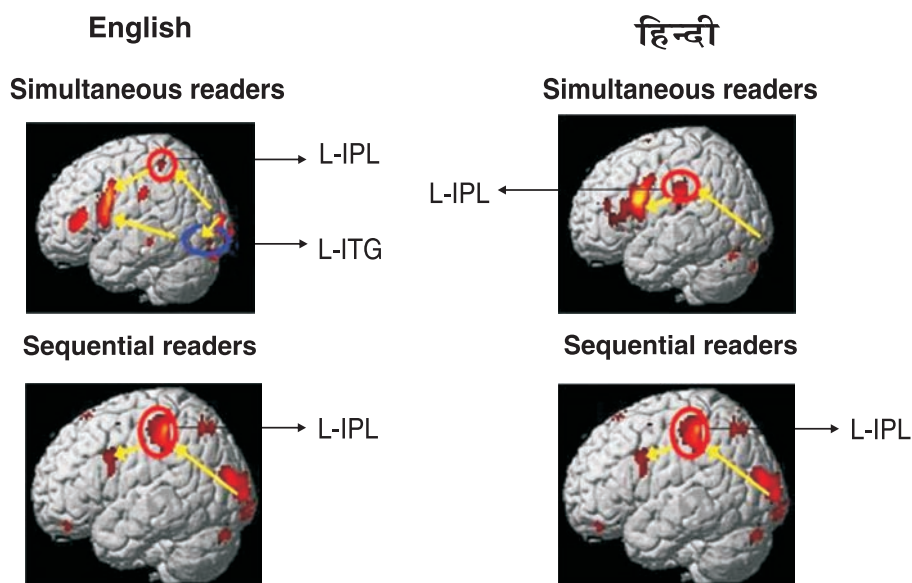 English
Simultaneous readers
L-IPL
L-ITG
Sequential readers
L-IPL
हिन्दी
Simultaneous readers
L-IPL
Sequential readers
L-IPL